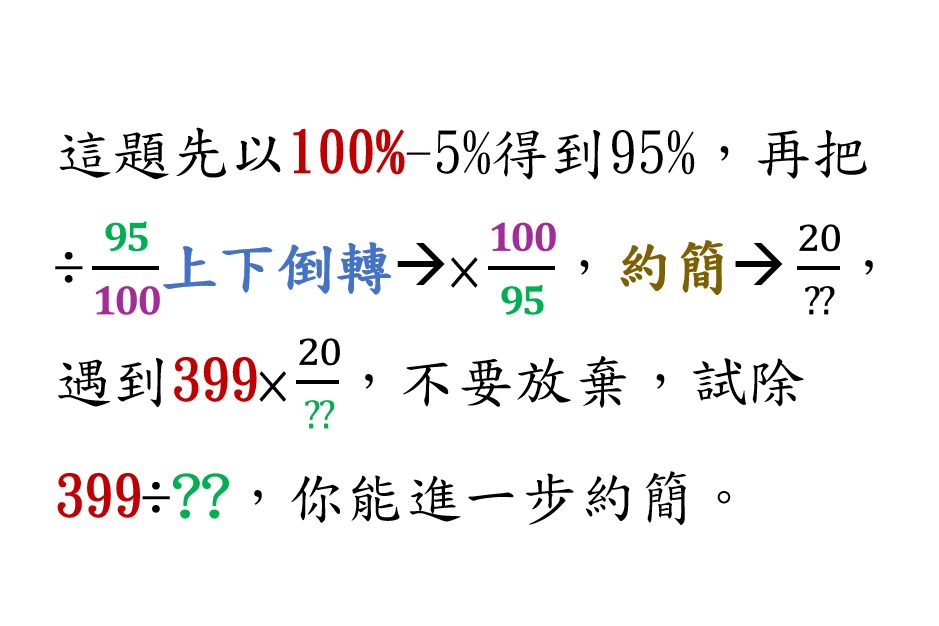 這題先以100%-5%得到95%，再把
÷95/100上下倒轉→×100/95，約簡→20/??，
遇到399×20/??，不要放棄，試除
399÷??，你能進一步約簡。